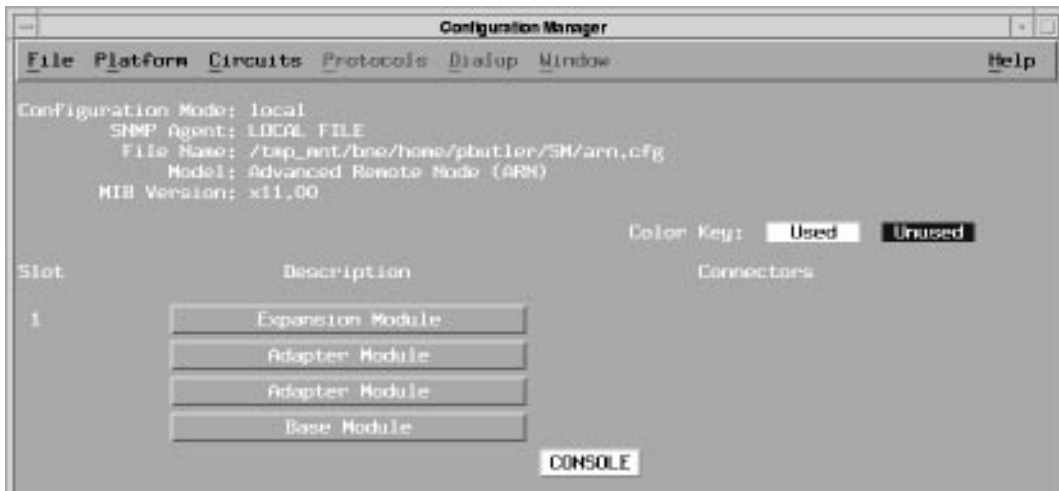 Configuration Manager
File Platform Circuits Protocols Dialup Window Help
Configuration Mode: local
SNMP Agent: LOCAL FILE
File Name: /tmp_mnt/bne/home/pbutler/SM/arn.cfg
Model: Advanced Remote Node (ARN)
MIB Version: x11.00
Color Key: Used Unused
Slot Description Connectors
1 Expansion Module
Adapter Module
Adapter Module
Base Module
CONSOLE